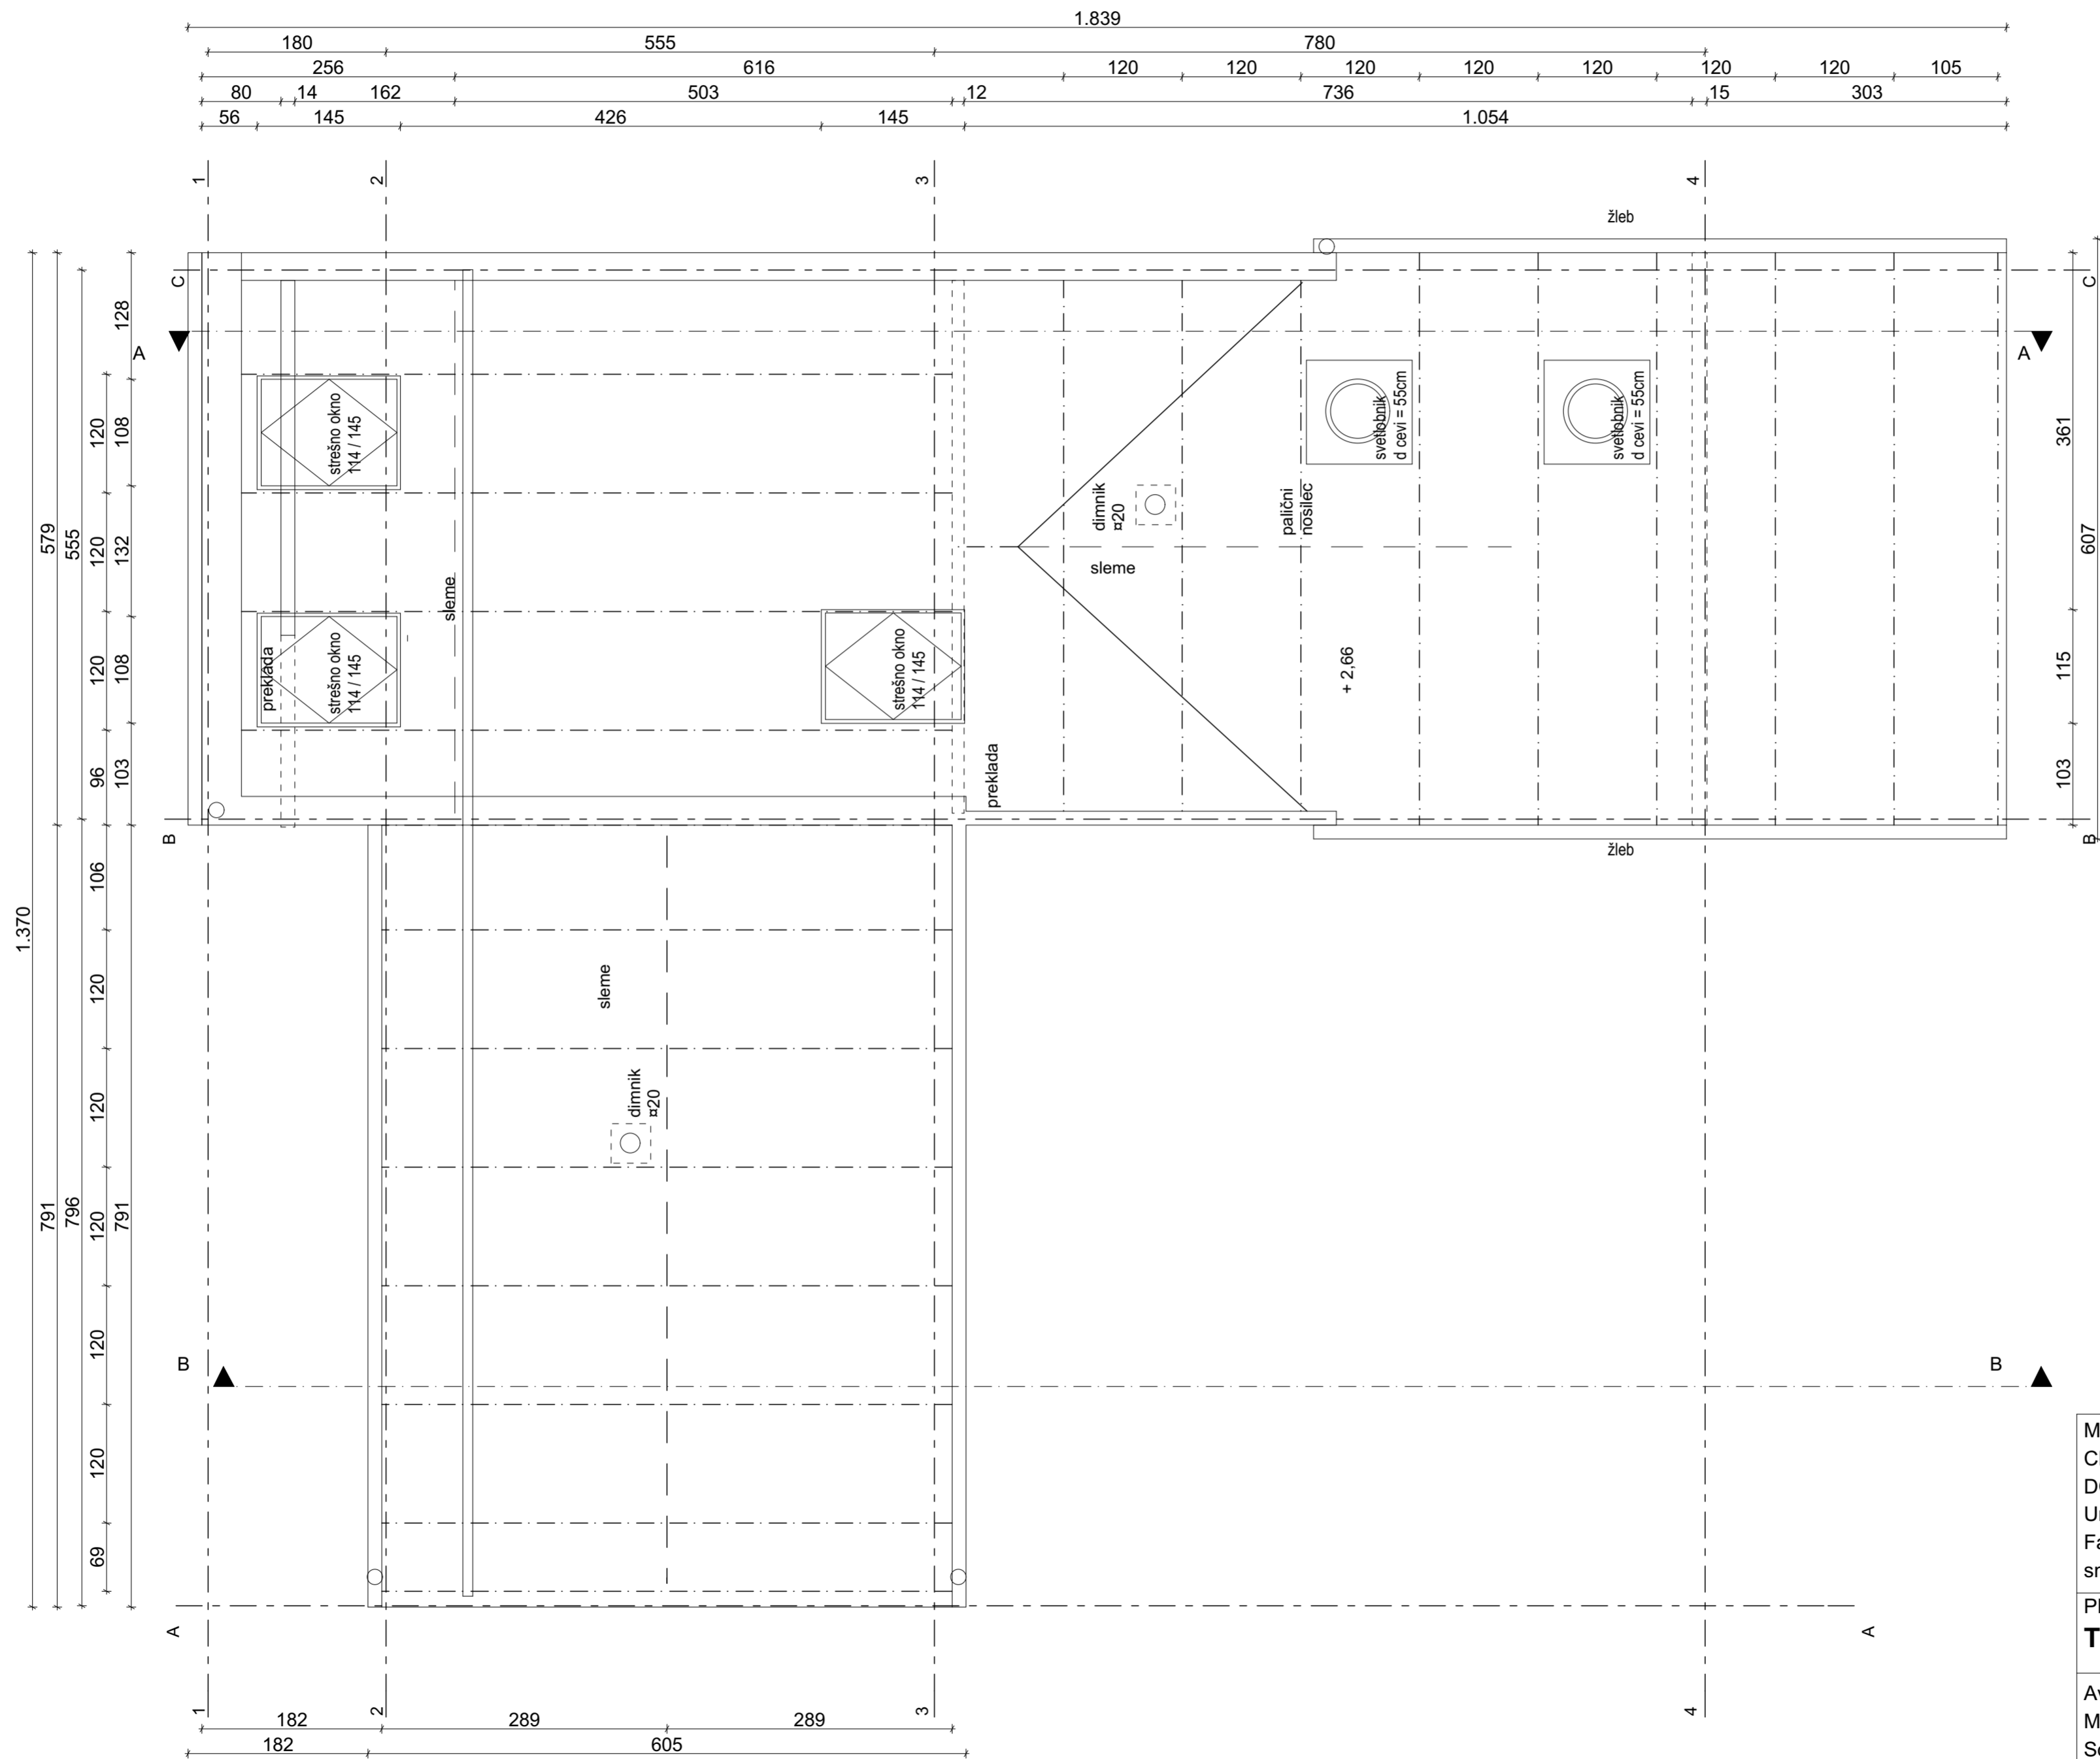 1.839
180 555 780
256 616 120 120 120 120 120 120 120 105
80 14 162 503 12 736 15 303
56 145 426 145 1.054
1 2 3 4
žleb
C C
A A
128
120 108
120 132
120 108
96 103
579
555
1.370
strešno okno
114 / 145
strešno okno
114 / 145
strešno okno
114 / 145
preklada
sleme
dimnik
¤20
sleme
palični
nosilec
+ 2,66
preklada
svetlobnik
d cevi = 55cm
svetlobnik
d cevi = 55cm
361
607
115
103
B B
žleb
106
120
120
120
120
120
69
791
796
791
sleme
dimnik
¤20
B B
A A
1 2 3 4
182 289 289
182 605
M
D
U
Fa
sr
T
A
M